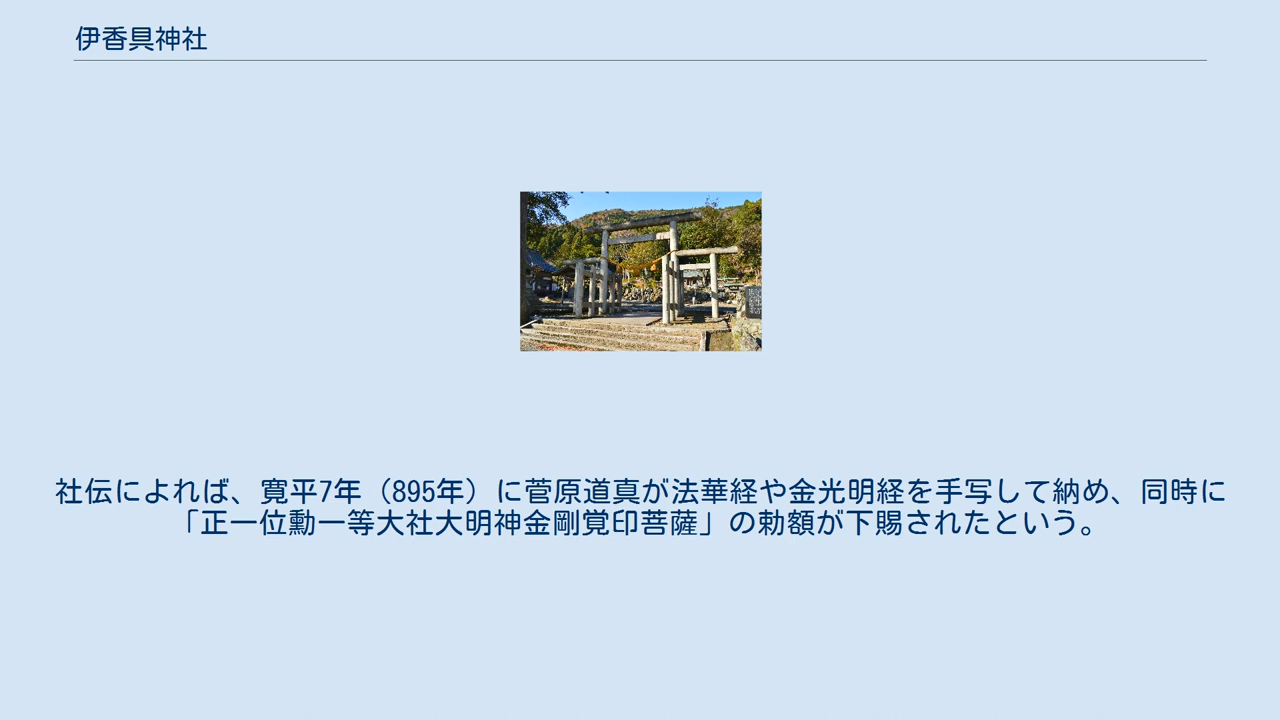 伊香具神社
社伝によれば、寛平7年（895年）に菅原道真が法華経や金光明経を手写して納め、同時に
「正一位勳一等大社大明神金剛覚印菩薩」の勅額が下賜されたという。